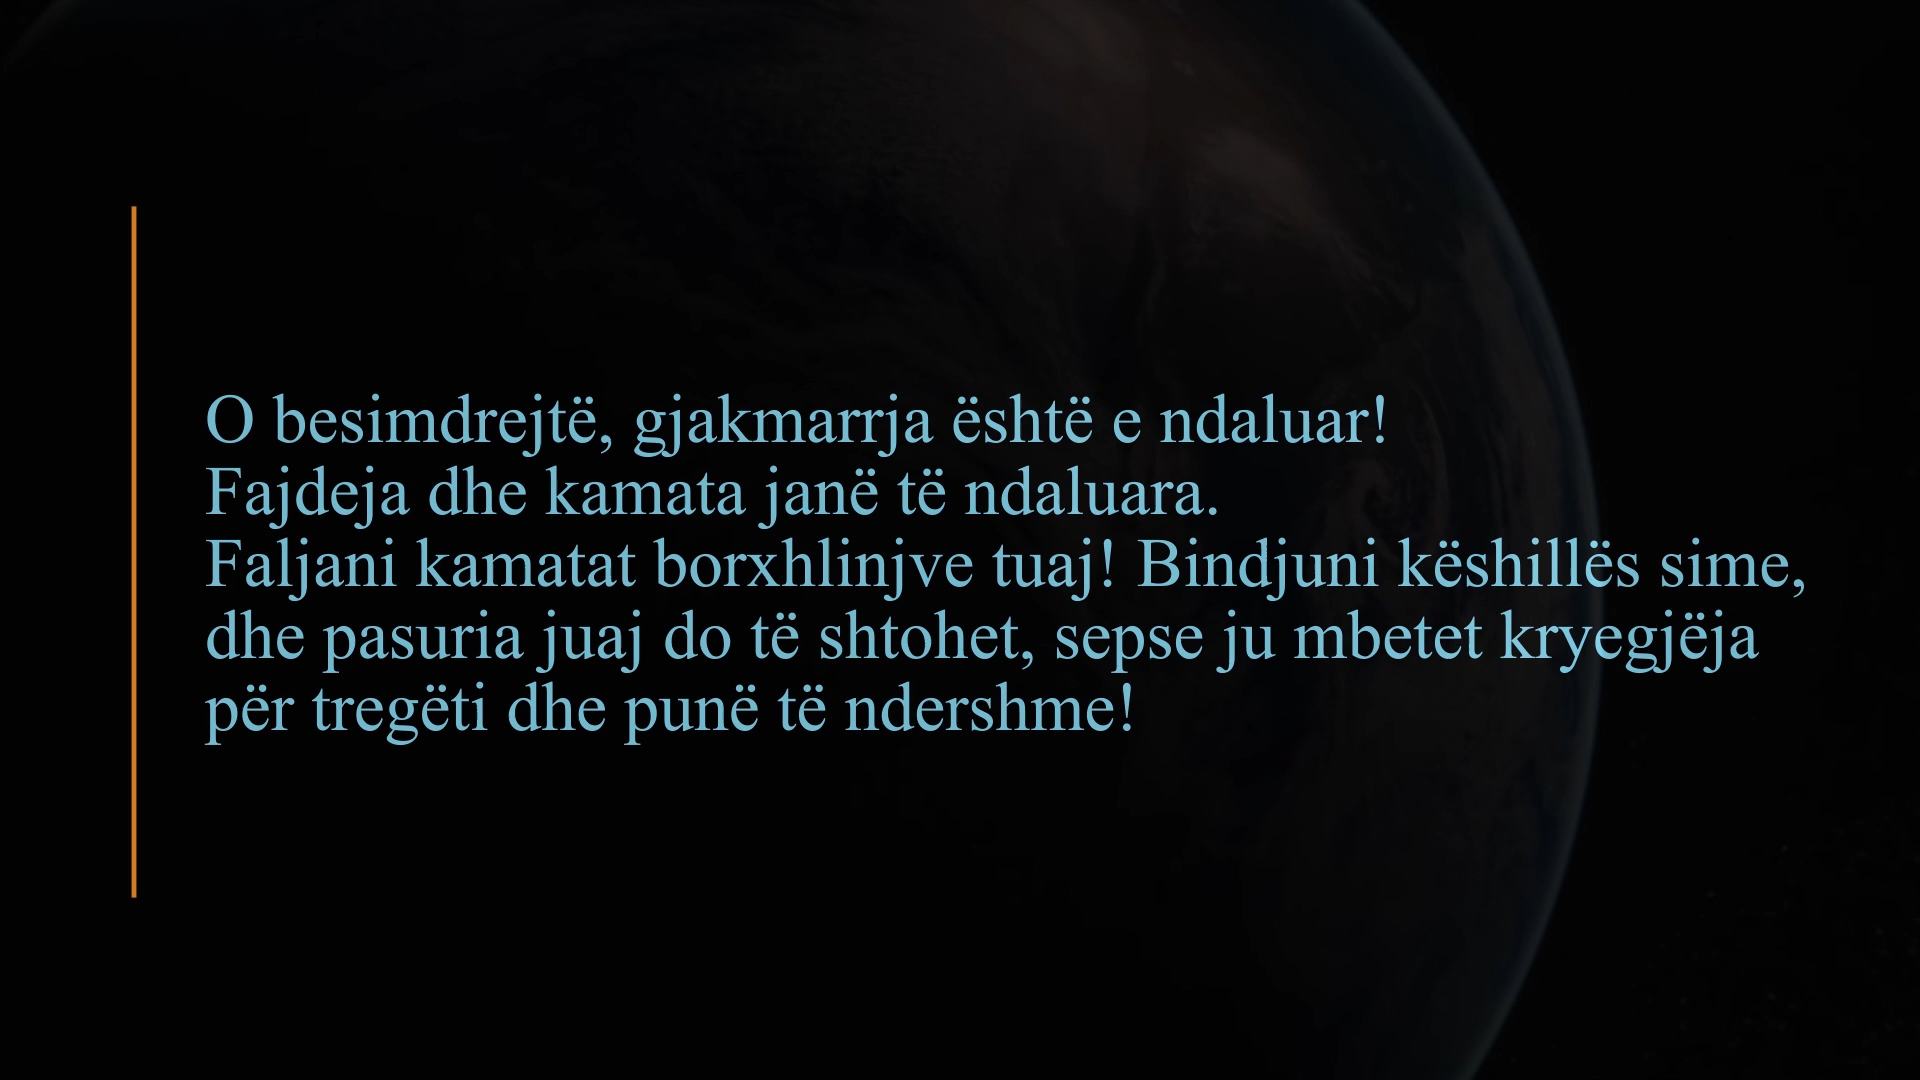 O besimdrejtë, gjakmarrja është e ndaluar!
Fajdeja dhe kamata janë të ndaluara.
Faljani kamatat borxhlinjve tuaj! Bindjuni këshillës sime,
dhe pasuria juaj do të shtohet, sepse ju mbetet kryegjëja
për tregëti dhe punë të ndershme!